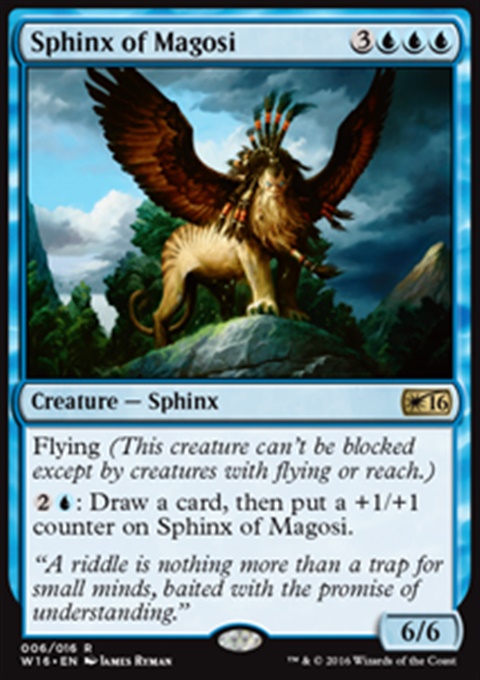 Sphinx of Magosi 3
Creature — Sphinx 16
Flying (This creature can't be blocked
except by creatures with flying or reach.)
2: Draw a card, then put a +1/+1
counter on Sphinx of Magosi.
“A riddle is nothing more than a trap for
small minds, baited with the promise of
understanding.”
6/6
006/016 R
W16 • EN James Ryman
™ & © 2016 Wizards of the Coast